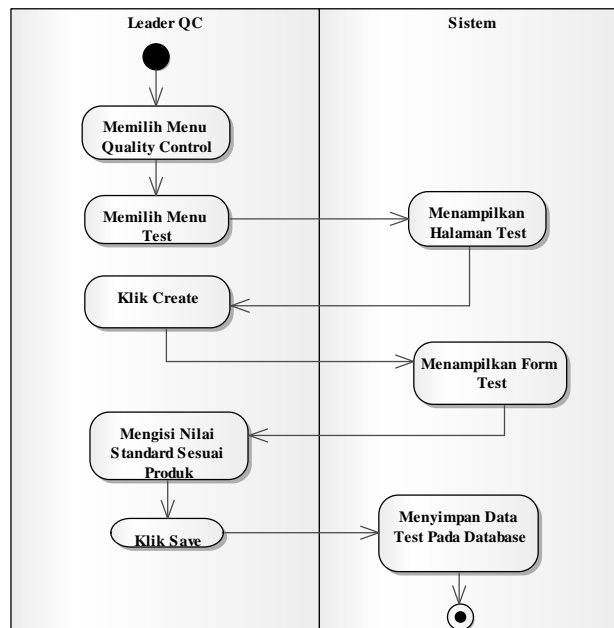 Leader QC
Sistem
Memilih Menu
Quality Control
Memilih Menu
Test
Menampilkan
Halaman Test
Klik Create
Menampilkan Form
Test
Mengisi Nilai
Standard Sesuai
Produk
Klik Save
Menyimpan Data
Test Pada Database